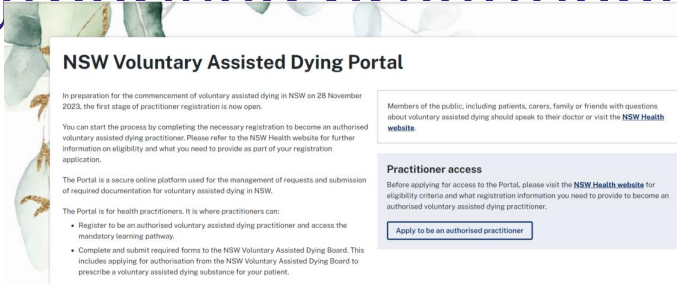 NSW Voluntary Assisted Dying Portal
In preparation for the commencement of voluntary assisted dying in NSW on 28 November
2023, the first stage of practitioner registration is now open.
You can start the process by completing the necessary registration to become an authorised
voluntary assisted dying practitioner. Please refer to the NSW Health website for further
information on eligibility and what you need to provide as part of your registration
application.
The Portal is a secure online platform used for the management of requests and submission
of required documentation for voluntary assisted dying in NSW.
The Portal is for health practitioners. It is where practitioners can:
• Register to be an authorised voluntary assisted dying practitioner and access the
mandatory learning pathway.
• Complete and submit required forms to the NSW Voluntary Assisted Dying Board. This
includes applying for authorisation from the NSW Voluntary Assisted Dying Board to
prescribe a voluntary assisted dying substance for your patient.
Members of the public, including patients, carers, family or friends with questions
about voluntary assisted dying should speak to their doctor or visit the NSW Health
website.
Practitioner access
Before applying for access to the Portal, please visit the NSW Health website for
eligibility criteria and what registration information you need to provide to become an
authorised voluntary assisted dying practitioner.
Apply to be an authorised practitioner